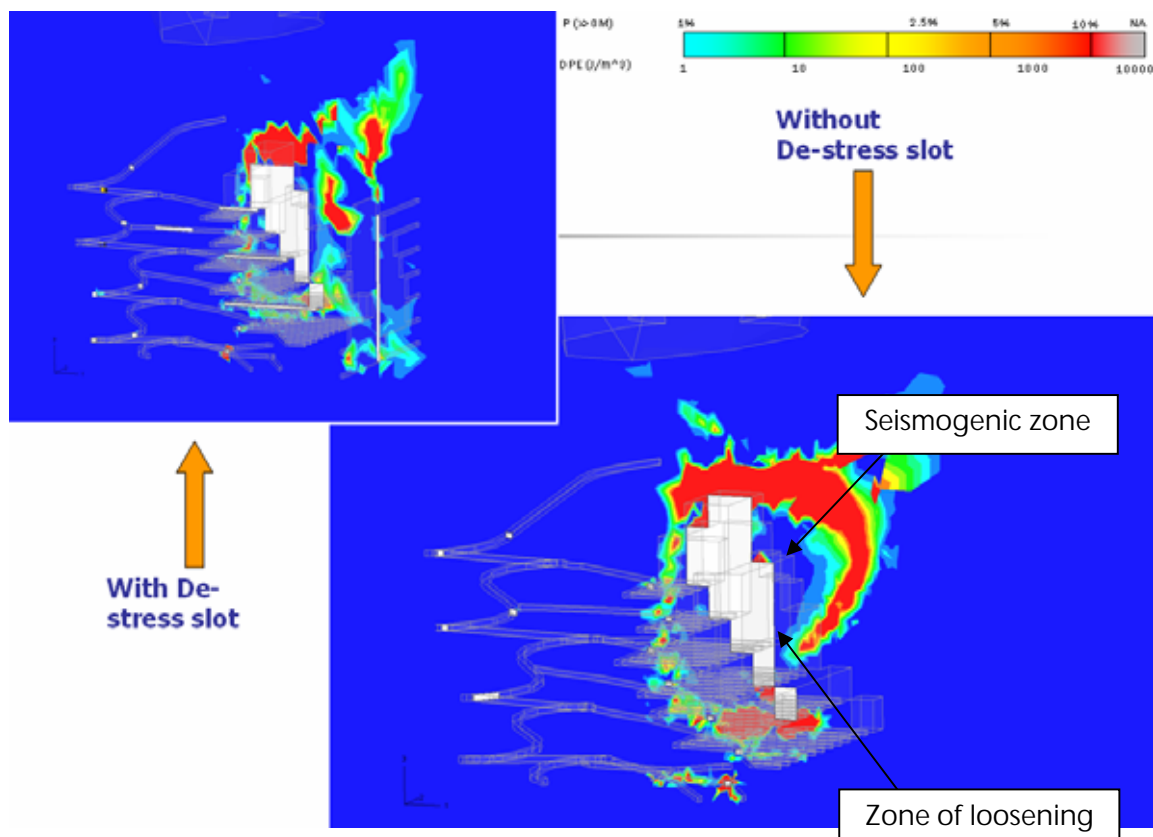 P(>0M) 1% 2.5% 5% 10% NA
DPE(J/m^3) 1 10 100 1000 10000
Without
De-stress slot
Seismogenic zone
With De-
stress slot
Zone of loosening